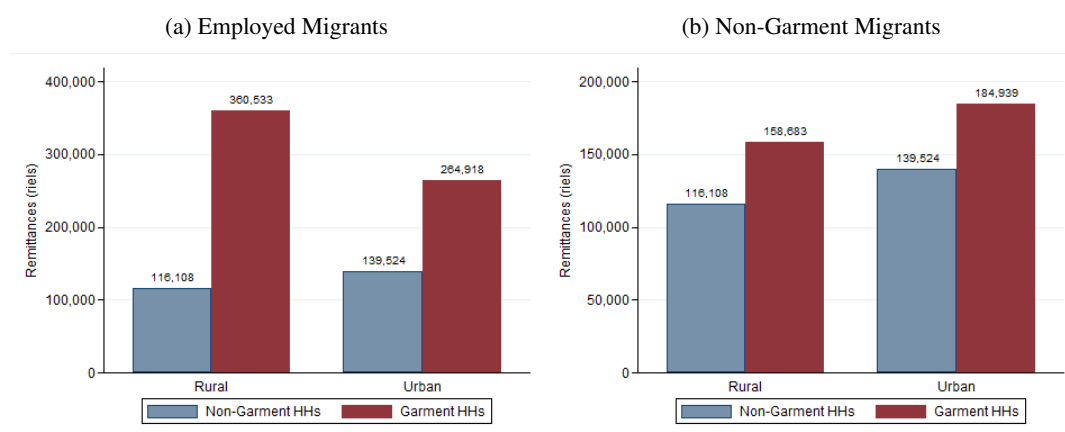 (a) Employed Migrants
400,000
300,000
200,000
100,000
0
Remittances (riels)
360,533
264,918
116,108
139,524
Rural
Urban
Non-Garment HHs
Garment HHs
(b) Non-Garment Migrants
200,000
150,000
100,000
50,000
0
Remittances (riels)
184,939
158,683
139,524
116,108
Rural
Urban
Non-Garment HHs
Garment HHs